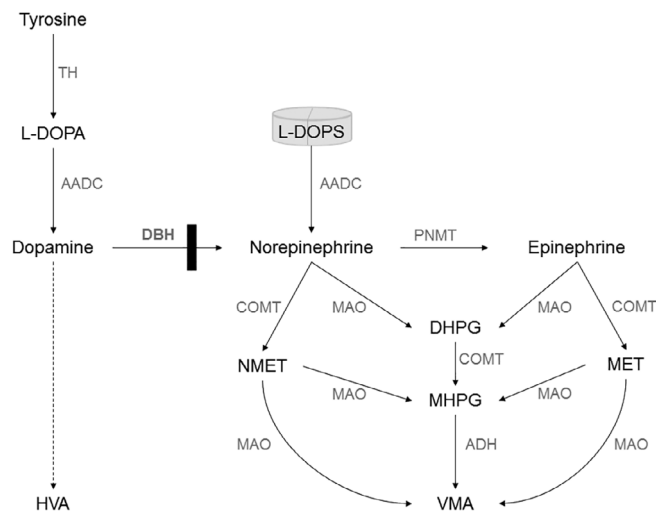 Tyrosine
TH
L-DOPA
L-DOPS
AADC
AADC
Dopamine
DBH
Norepinephrine
PNMT
Epinephrine
COMT
MAO
DHPG
MAO
COMT
NMET
COMT
MET
MAO
MHPG
MAO
MAO
ADH
MAO
HVA
VMA